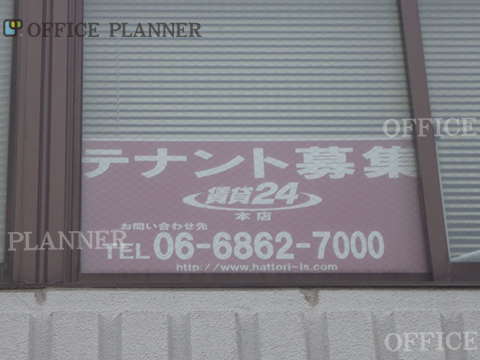 OFFICE PLANNER
OFFICE
テナント募集
賃貸24
本店
お問い合わせ先
PLANNER
TEL 06-6862-7000
http://www.hattori-is.com
OFFICE